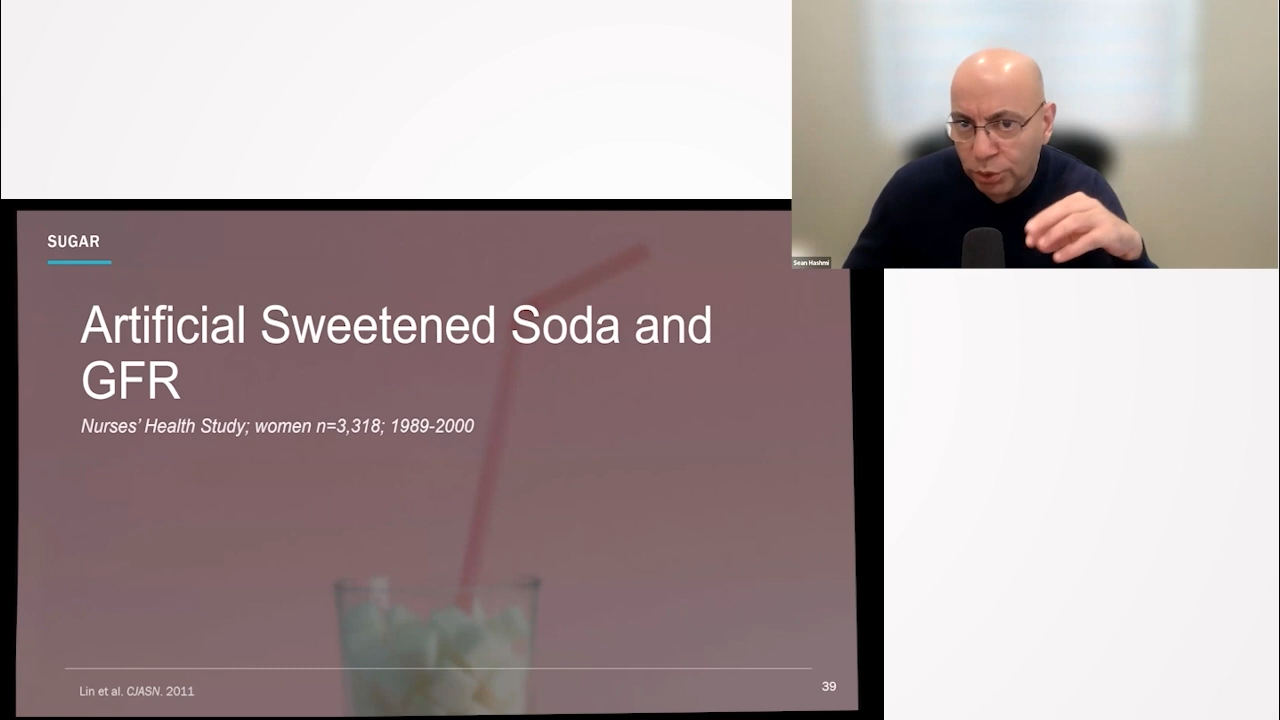 Sean Hashmi
SUGAR
Artificial Sweetened Soda and
GFR
Nurses' Health Study; women n=3,318; 1989-2000
Lin et al. CJASN. 2011
39